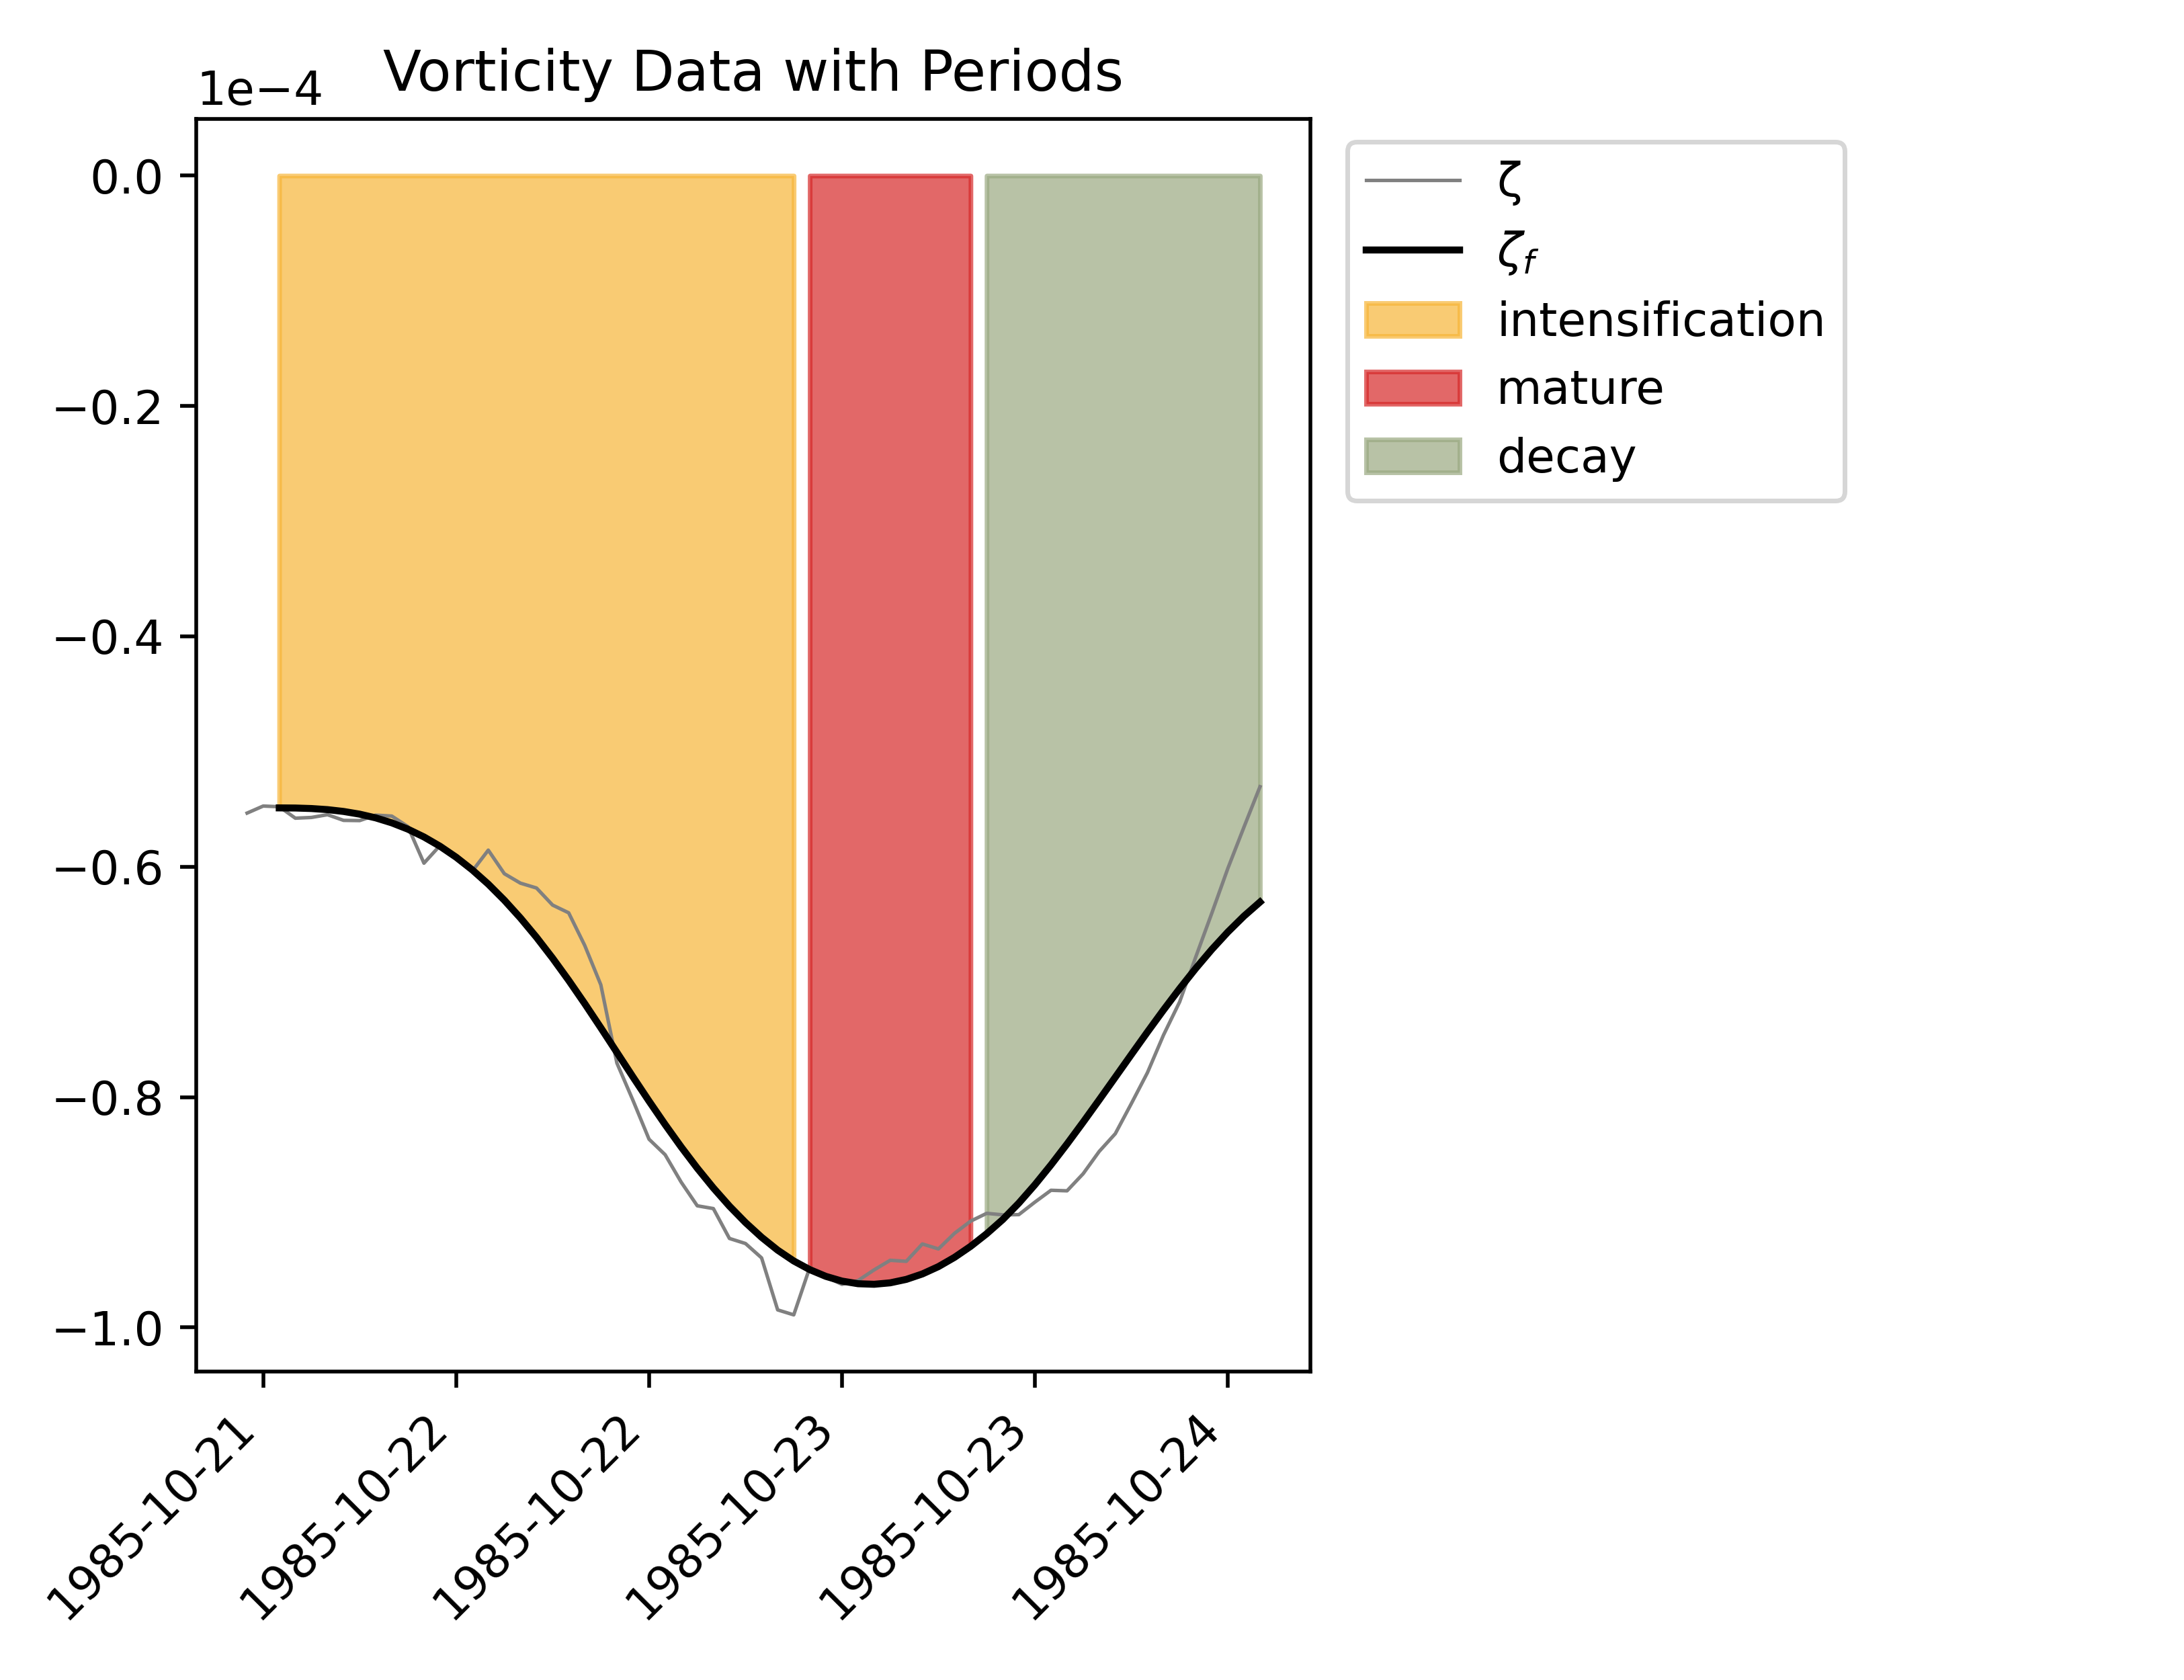 Vorticity Data with Periods
1e−4
0.0
−0.2
−0.4
−0.6
−0.8
−1.0
1985-10-21
1985-10-22
1985-10-22
1985-10-23
1985-10-23
1985-10-24
ζ
ζf
intensification
mature
decay